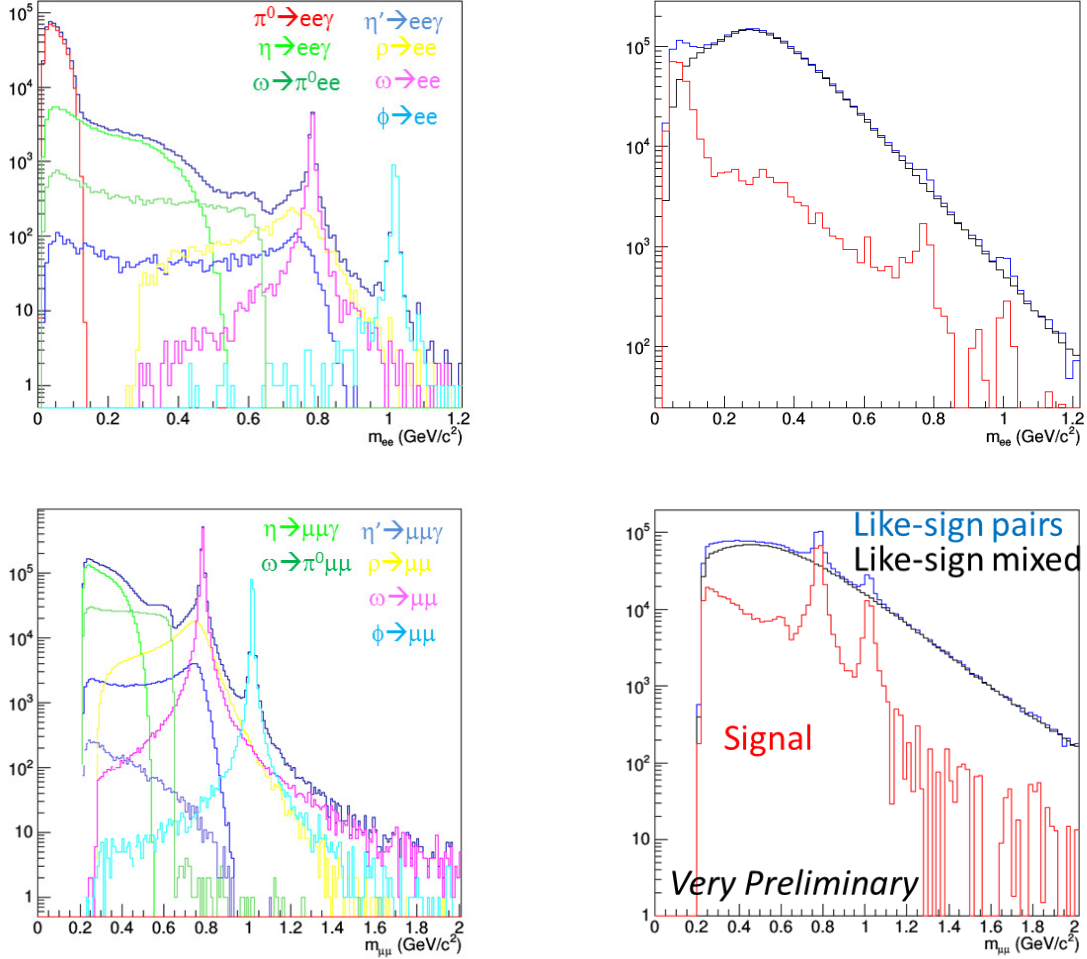 π⁰→eeγ η'→eeγ
η→eeγ ρ→ee
ω→π⁰ee ω→ee
φ→ee
10⁵
10⁴
10³
10²
10
1
0 0.2 0.4 0.6 0.8 1 1.2
mₑₑ (GeV/c²)
10⁵
10⁴
10³
10²
0 0.2 0.4 0.6 0.8 1 1.2
mₑₑ (GeV/c²)
η→μμγ η'→μμγ
ω→π⁰μμ ρ→μμ
ω→μμ
φ→μμ
10⁵
10⁴
10³
10²
10
1
0 0.2 0.4 0.6 0.8 1 1.2 1.4 1.6 1.8 2
m_μμ (GeV/c²)
Like-sign pairs
Like-sign mixed
Signal
Very Preliminary
10⁵
10⁴
10³
10²
10
1
0 0.2 0.4 0.6 0.8 1 1.2 1.4 1.6 1.8 2
m_μμ (GeV/c²)